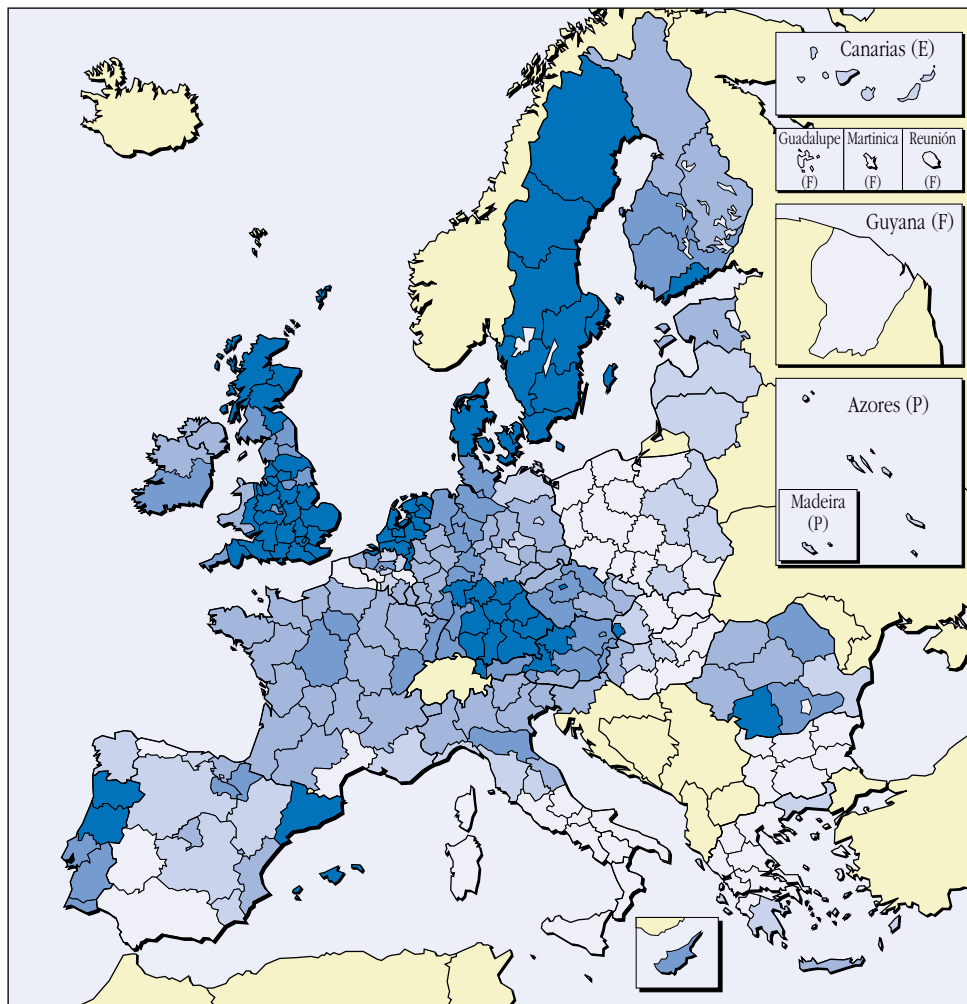 Canarias (E)
Guadalupe
(F)
Martinica
(F)
Reunión
(F)
Guyana (F)
Azores (P)
Madeira
(P)